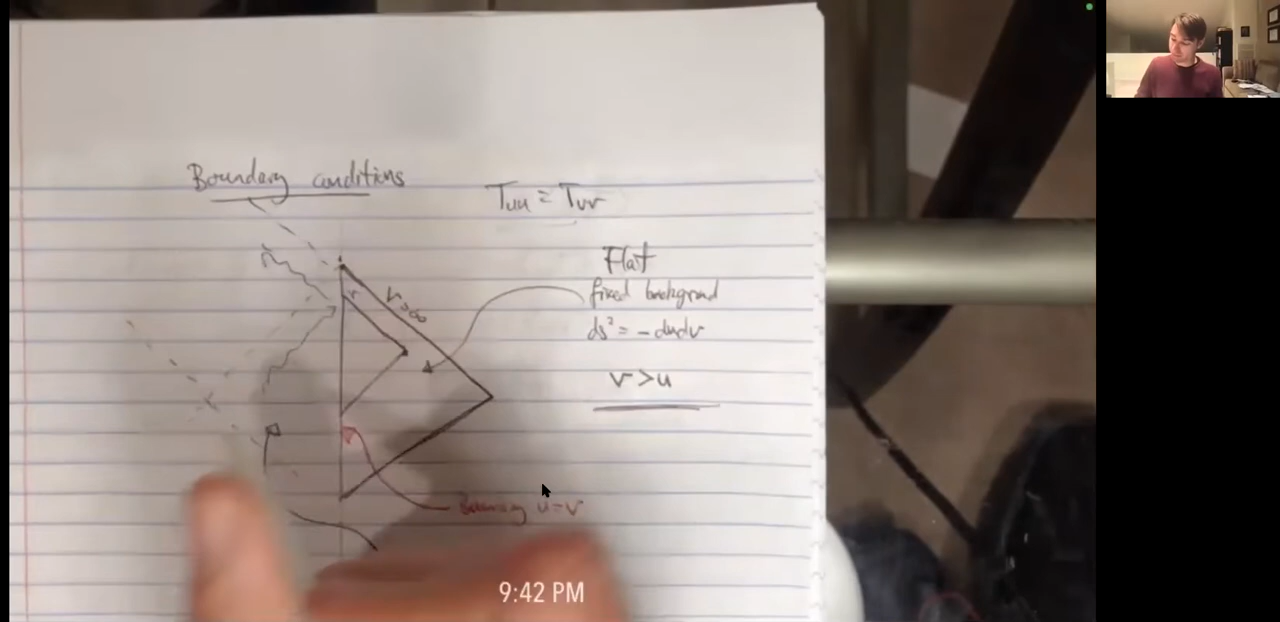 Boundary conditions
Tuu = Tvv
Flat
fixed background
ds² = -dudv
v > u
Boundary u=v
9:42 PM